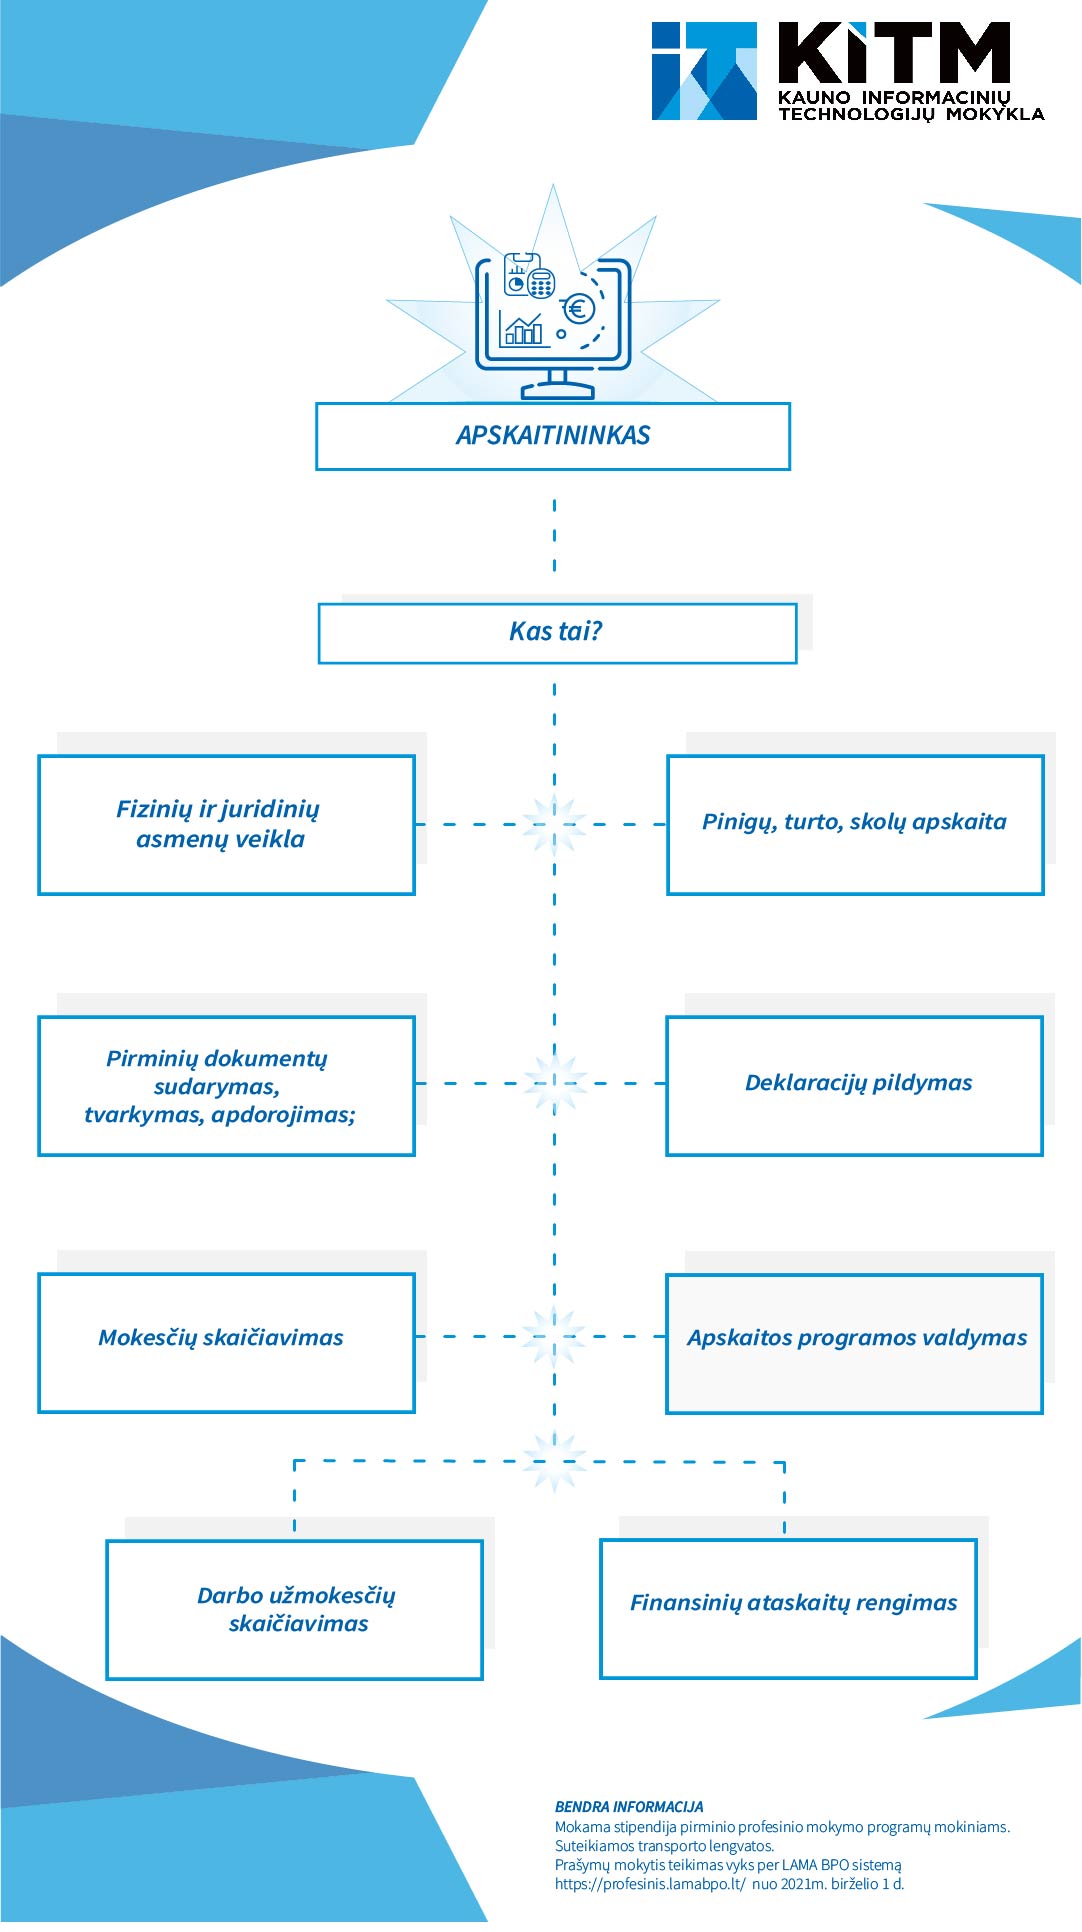 iT KiTM
KAUNO INFORMACINIŲ
TECHNOLOGIJŲ MOKYKLA
APSKAITININKAS
Kas tai?
Fizinių ir juridinių
asmenų veikla
Pinigų, turto, skolų apskaita
Pirminių dokumentų
sudarymas,
tvarkymas, apdorojimas;
Deklaracijų pildymas
Mokesčių skaičiavimas
Apskaitos programos valdymas
Darbo užmokesčių
skaičiavimas
Finansinių ataskaitų rengimas
BENDRA INFORMACIJA
Mokama stipendija pirminio profesinio mokymo programų mokiniams.
Suteikiamos transporto lengvatos.
Prašymų mokytis teikimas vyks per LAMA BPO sistemą
https://profesinis.lamabpo.lt/ nuo 2021m. birželio 1 d.